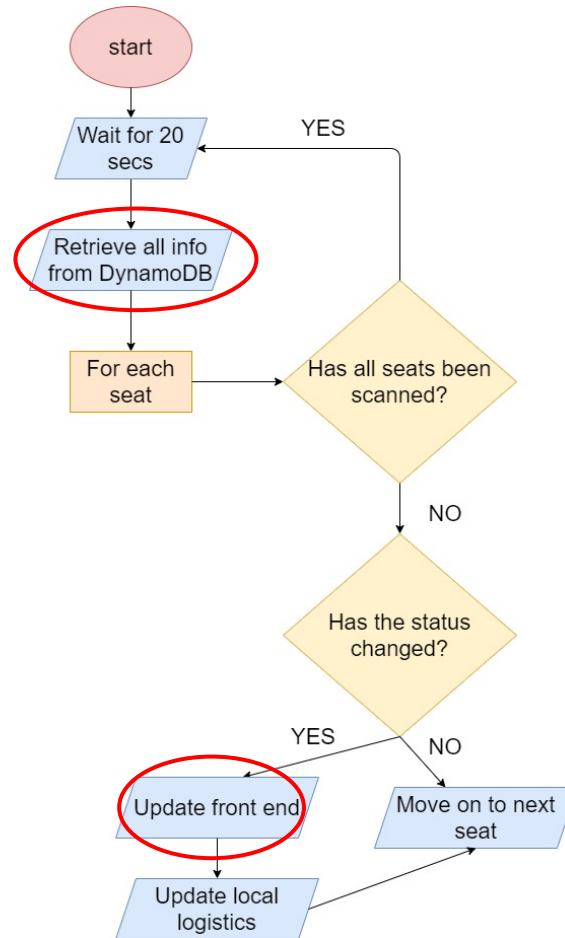 start
Wait for 20
secs
YES
Retrieve all info
from DynamoDB
For each
seat
Has all seats been
scanned?
NO
Has the status
changed?
YES
NO
Update front end
Move on to next
seat
Update local
logistics